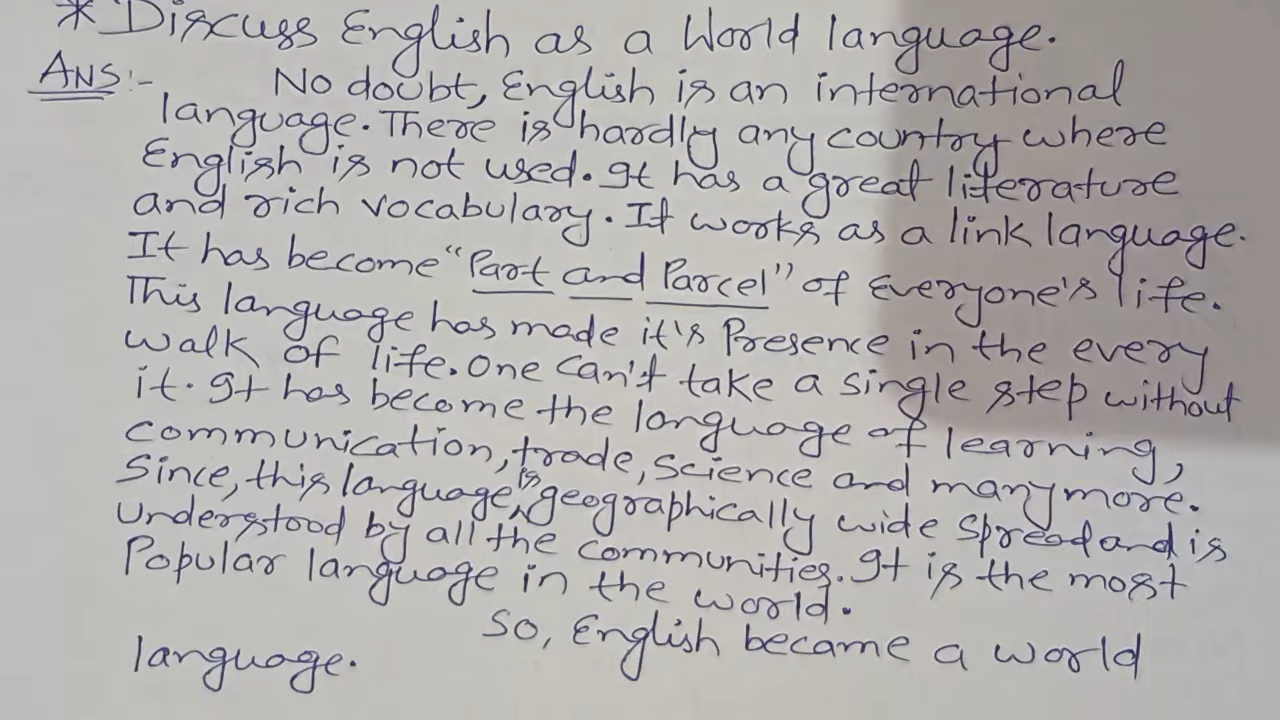 * Discuss English as a World language.
Ans:- No doubt, English is an international
language. There is hardly any country where
English is not used. It has a great literature
and rich vocabulary. It works as a link language.
It has become "Part and Parcel" of Everyone's life.
This language has made it's Presence in the every
walk of life. One can't take a single step without
it. It has become the language of learning,
communication, trade, science and many more.
Since, this language is geographically wide spread and is
understood by all the communities. It is the most
Popular language in the world.
So, English became a world
language.